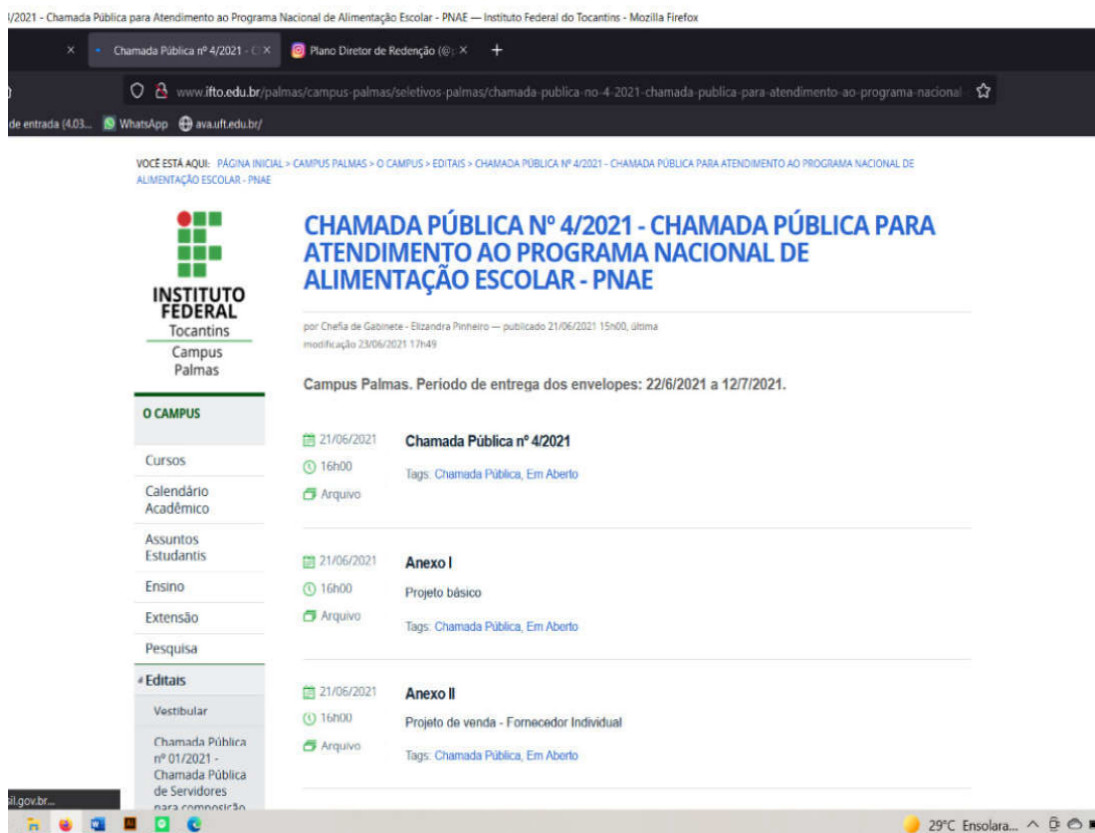 /2021 - Chamada Pública para Atendimento ao Programa Nacional de Alimentação Escolar - PNAE — Instituto Federal do Tocantins - Mozilla Firefox
Chamada Pública nº 4/2021 - C
Plano Diretor de Redenção (@;
www.ifto.edu.br/palmas/campus-palmas/seletivos-palmas/chamada-publica-no-4-2021-chamada-publica-para-atendimento-ao-programa-nacional
de entrada (4.03...
WhatsApp
ava.uft.edu.br/
VOCÊ ESTÁ AQUI: PÁGINA INICIAL > CAMPUS PALMAS > O CAMPUS > EDITAIS > CHAMADA PÚBLICA Nº 4/2021 - CHAMADA PÚBLICA PARA ATENDIMENTO AO PROGRAMA NACIONAL DE
ALIMENTAÇÃO ESCOLAR - PNAE
INSTITUTO
FEDERAL
Tocantins
Campus
Palmas
O CAMPUS
Cursos
Calendário
Acadêmico
Assuntos
Estudantis
Ensino
Extensão
Pesquisa
Editais
Vestibular
Chamada Pública
nº 01/2021 -
Chamada Pública
de Servidores
para composição
CHAMADA PÚBLICA Nº 4/2021 - CHAMADA PÚBLICA PARA
ATENDIMENTO AO PROGRAMA NACIONAL DE
ALIMENTAÇÃO ESCOLAR - PNAE
por Chefia de Gabinete - Elizandra Pinheiro — publicado 21/06/2021 15h00, última
modificação 23/06/2021 17h49
Campus Palmas. Período de entrega dos envelopes: 22/6/2021 a 12/7/2021.
21/06/2021
16h00
Arquivo
Chamada Pública nº 4/2021
Tags: Chamada Pública, Em Aberto
21/06/2021
16h00
Arquivo
Anexo I
Projeto básico
Tags: Chamada Pública, Em Aberto
21/06/2021
16h00
Arquivo
Anexo II
Projeto de venda - Fornecedor Individual
Tags: Chamada Pública, Em Aberto
sil.gov.br...
29°C Ensolara...